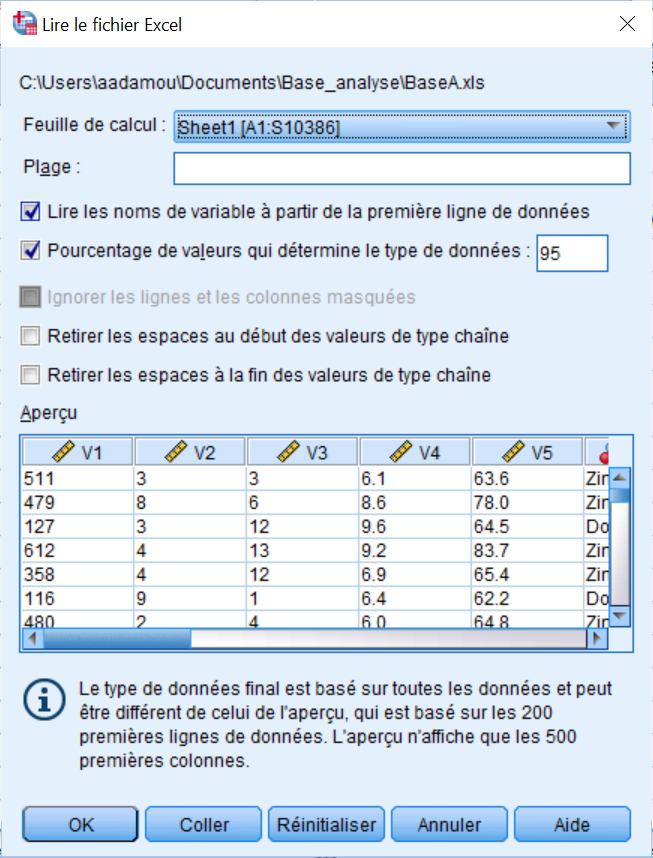 Lire le fichier Excel
C:\Users\aadamou\Documents\Base_analyse\BaseA.xls
Feuille de calcul : Sheet1 [A1:S10386]
Plage :
Lire les noms de variable à partir de la première ligne de données
Pourcentage de valeurs qui détermine le type de données : 95
Ignorer les lignes et les colonnes masquées
Retirer les espaces au début des valeurs de type chaîne
Retirer les espaces à la fin des valeurs de type chaîne
Aperçu
V1 V2 V3 V4 V5
511 3 3 6.1 63.6 Zin
479 8 6 8.6 78.0 Zin
127 3 12 9.6 64.5 Do
612 4 13 9.2 83.7 Zin
358 4 12 6.9 65.4 Zin
116 9 1 6.4 62.2 Do
480 2 4 6.0 64.8 Zin
Le type de données final est basé sur toutes les données et peut
être différent de celui de l'aperçu, qui est basé sur les 200
premières lignes de données. L'aperçu n'affiche que les 500
premières colonnes.
OK Coller Réinitialiser Annuler Aide